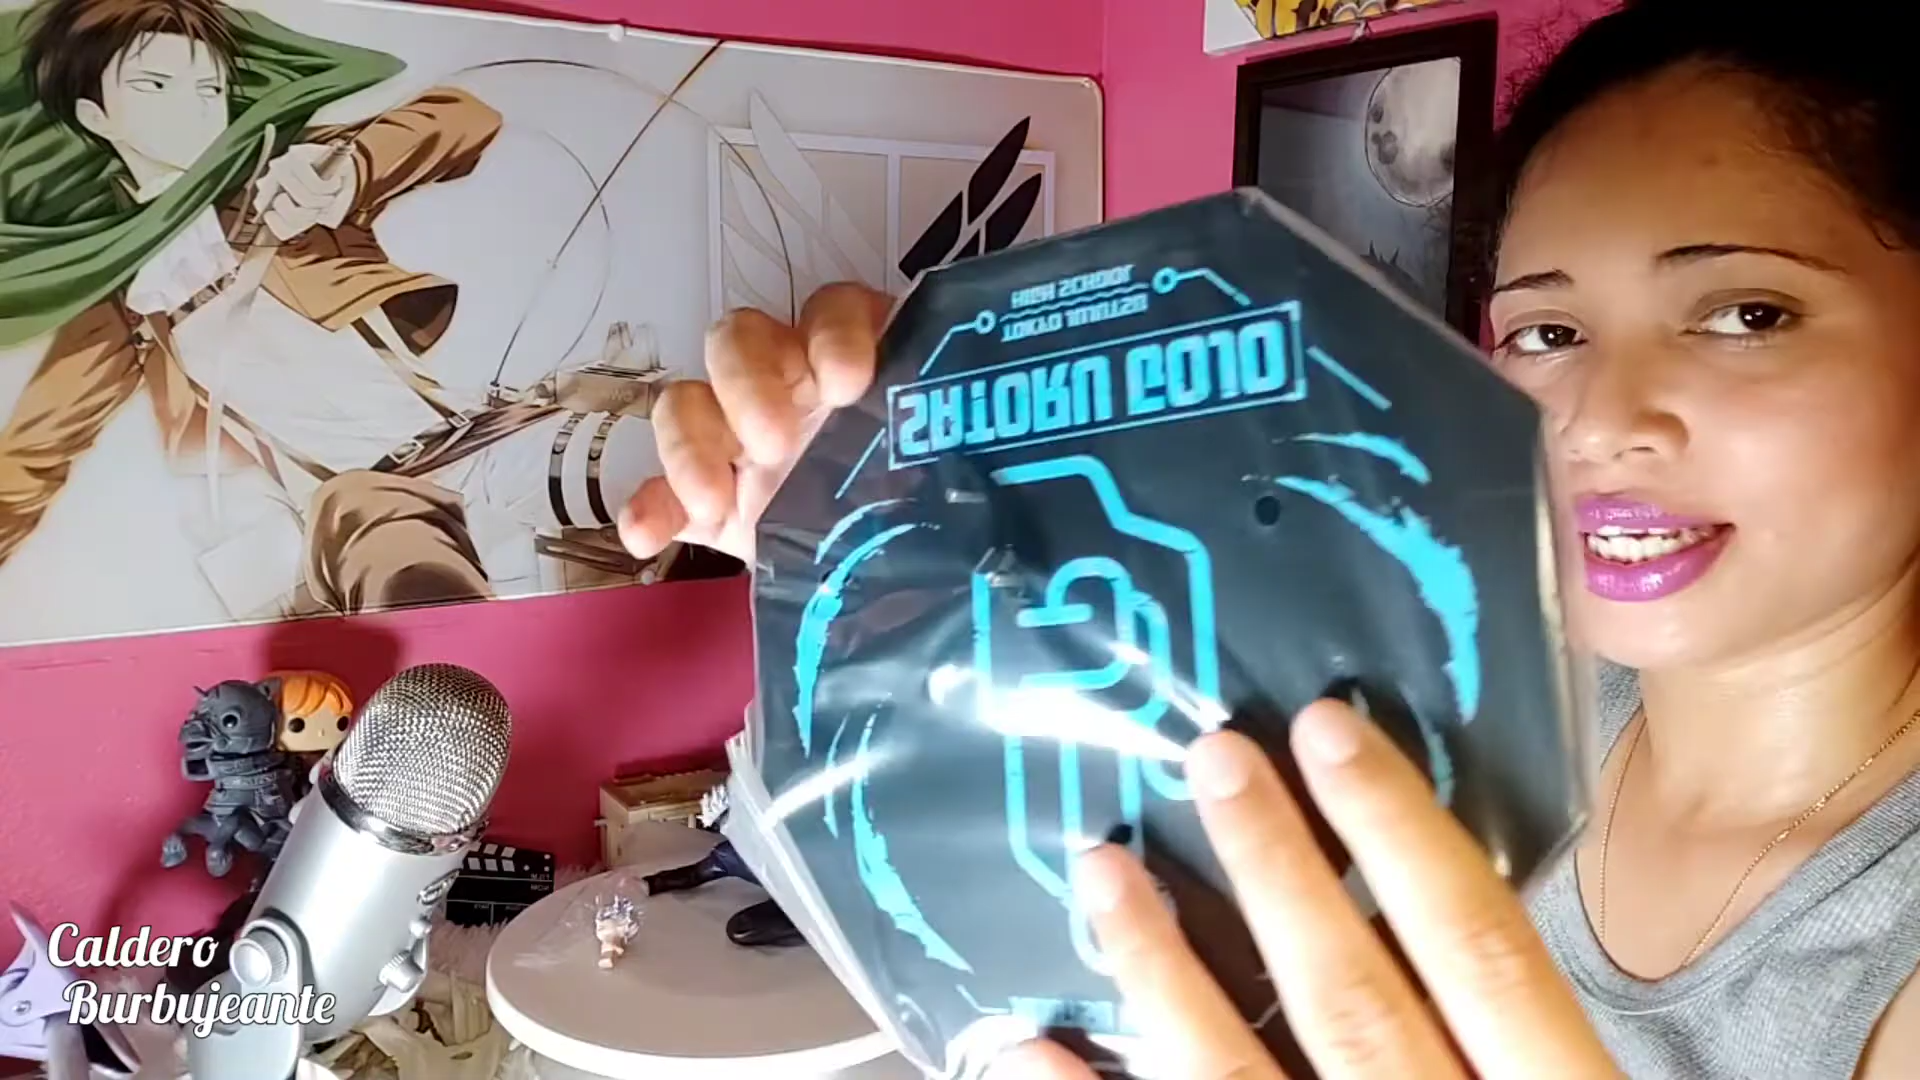 HIGH SCHOOL
TOKYO JUJUTSU
SATORU GOJO
Caldero
Burbujeante